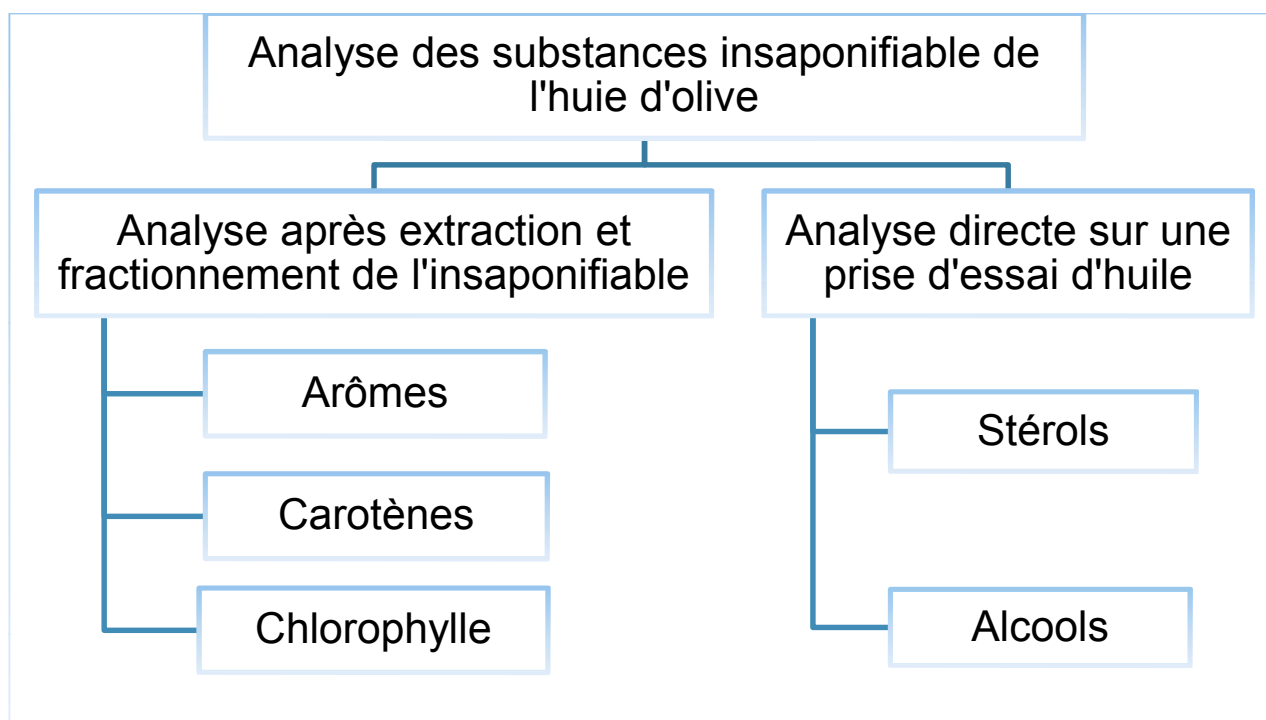 Analyse des substances insaponifiable de
l'huie d'olive
Analyse après extraction et
fractionnement de l'insaponifiable
Arômes
Carotènes
Chlorophylle
Analyse directe sur une
prise d'essai d'huile
Stérols
Alcools